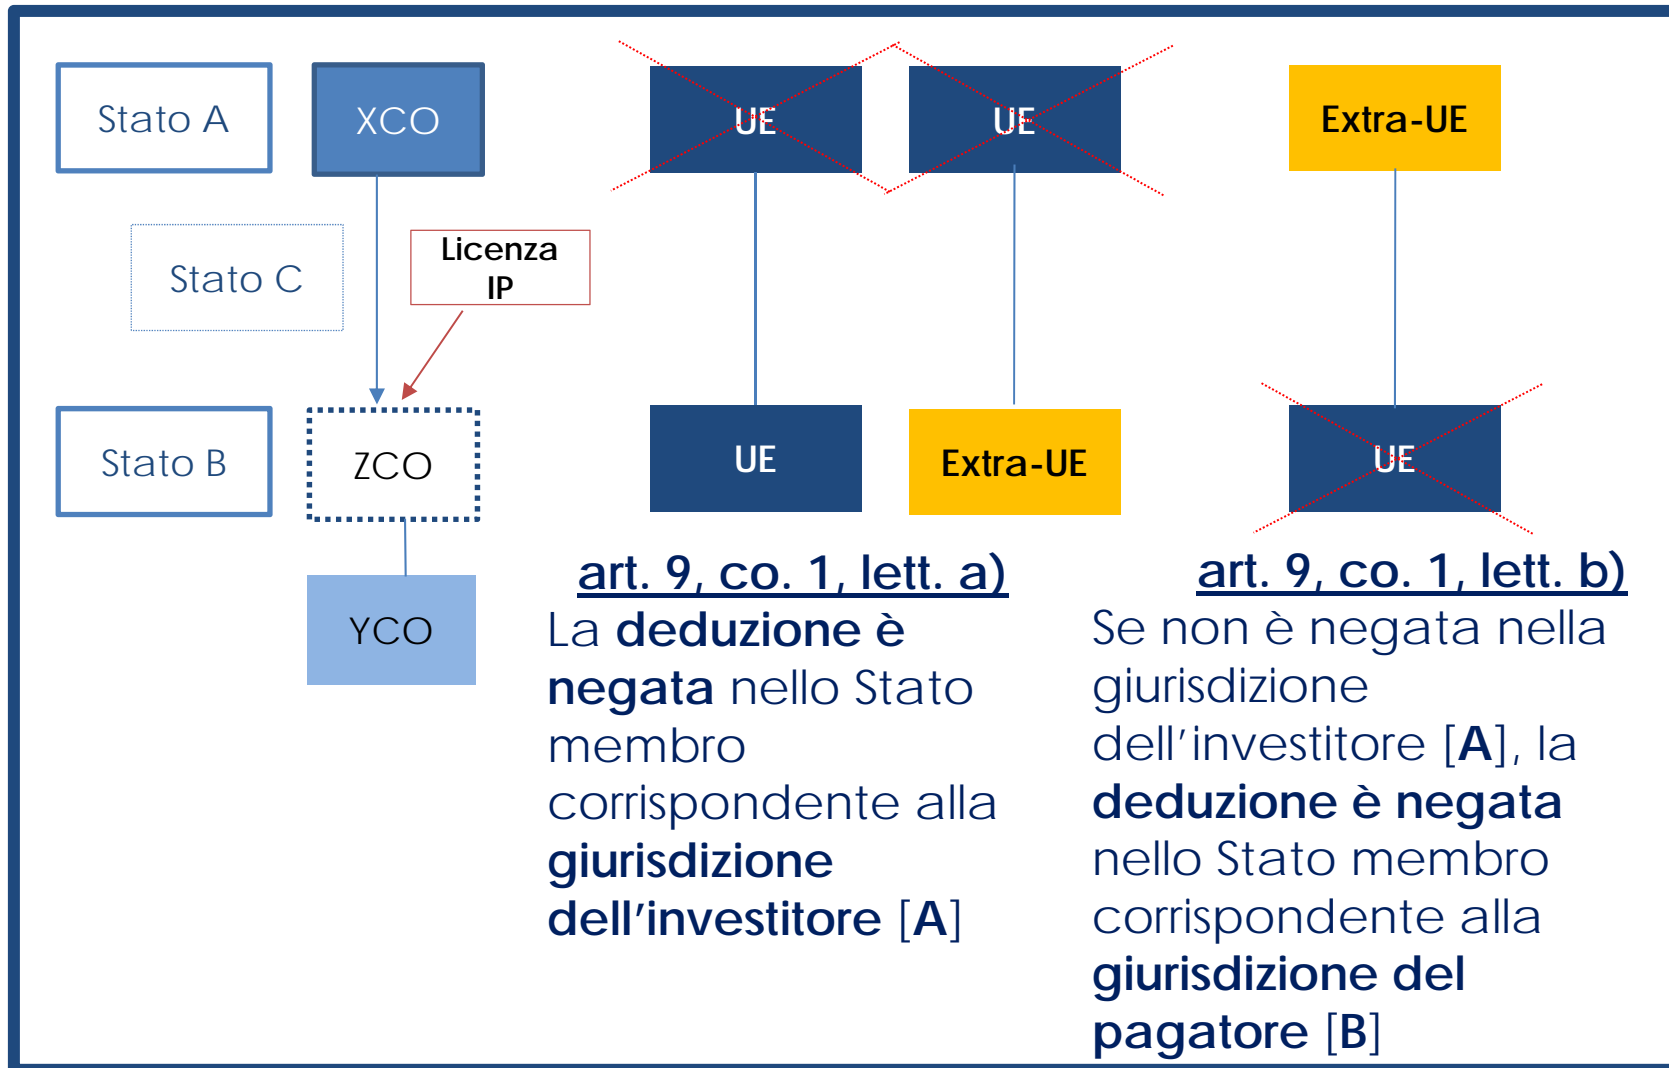 Stato A
XCO
UE
UE
Extra-UE
Stato C
Licenza
IP
Stato B
ZCO
UE
Extra-UE
UE
YCO
art. 9, co. 1, lett. a)
La deduzione è
negata nello Stato
membro
corrispondente alla
giurisdizione
dell’investitore [A]
art. 9, co. 1, lett. b)
Se non è negata nella
giurisdizione
dell’investitore [A], la
deduzione è negata
nello Stato membro
corrispondente alla
giurisdizione del
pagatore [B]